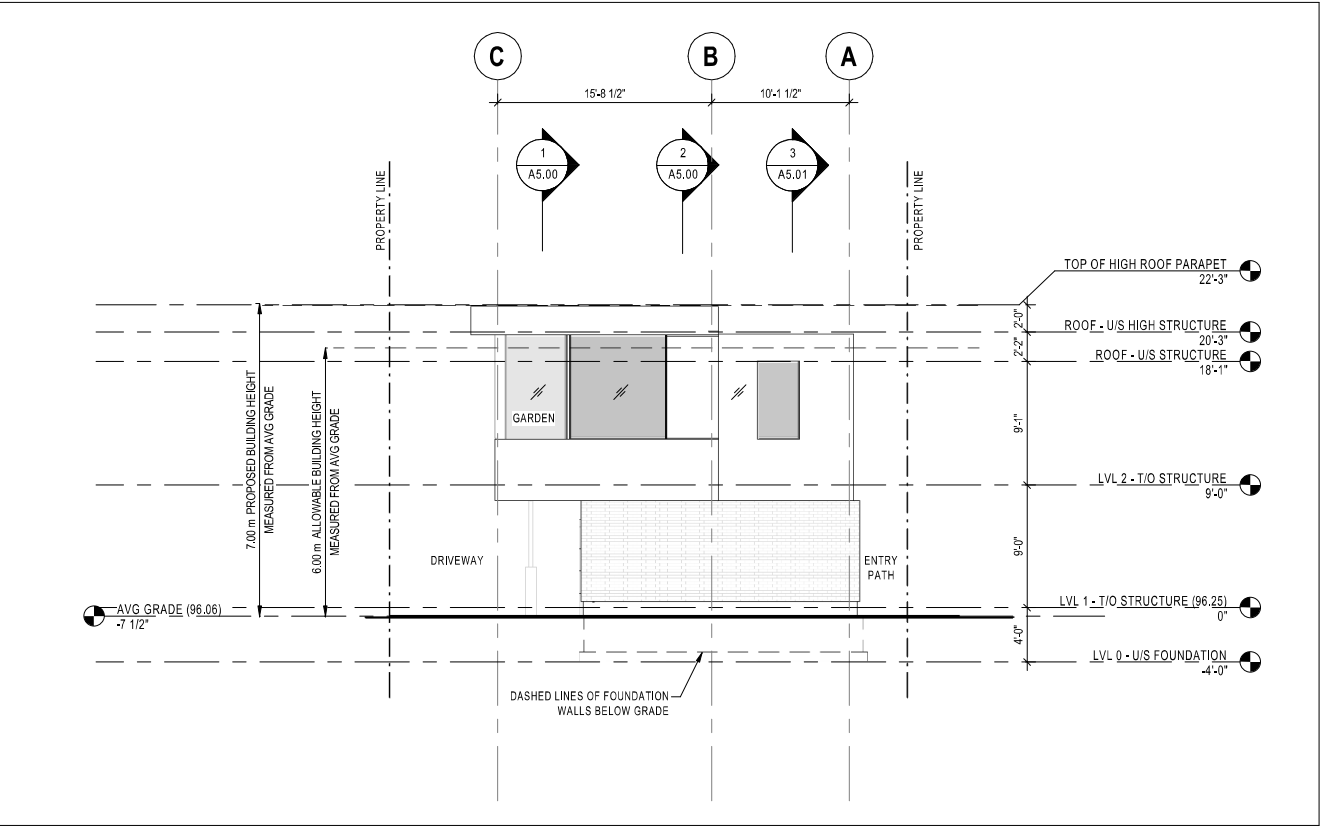 C
B
A
15'-8 1/2"
10'-1 1/2"
1
A5.00
2
A5.00
3
A5.01
PROPERTY LINE
PROPERTY LINE
TOP OF HIGH ROOF PARAPET
22'-3"
ROOF - U/S HIGH STRUCTURE
20'-3"
ROOF - U/S STRUCTURE
18'-1"
2'-0"
2'-2"
9'-1"
9'-0"
4'-0"
LVL 2 - T/O STRUCTURE
9'-0"
LVL 1 - T/O STRUCTURE (96.25)
0"
LVL 0 - U/S FOUNDATION
-4'-0"
7.00 m PROPOSED BUILDING HEIGHT
MEASURED FROM AVG GRADE
6.00 m ALLOWABLE BUILDING HEIGHT
MEASURED FROM AVG GRADE
GARDEN
DRIVEWAY
ENTRY
PATH
AVG GRADE (96.06)
-7 1/2"
DASHED LINES OF FOUNDATION
WALLS BELOW GRADE